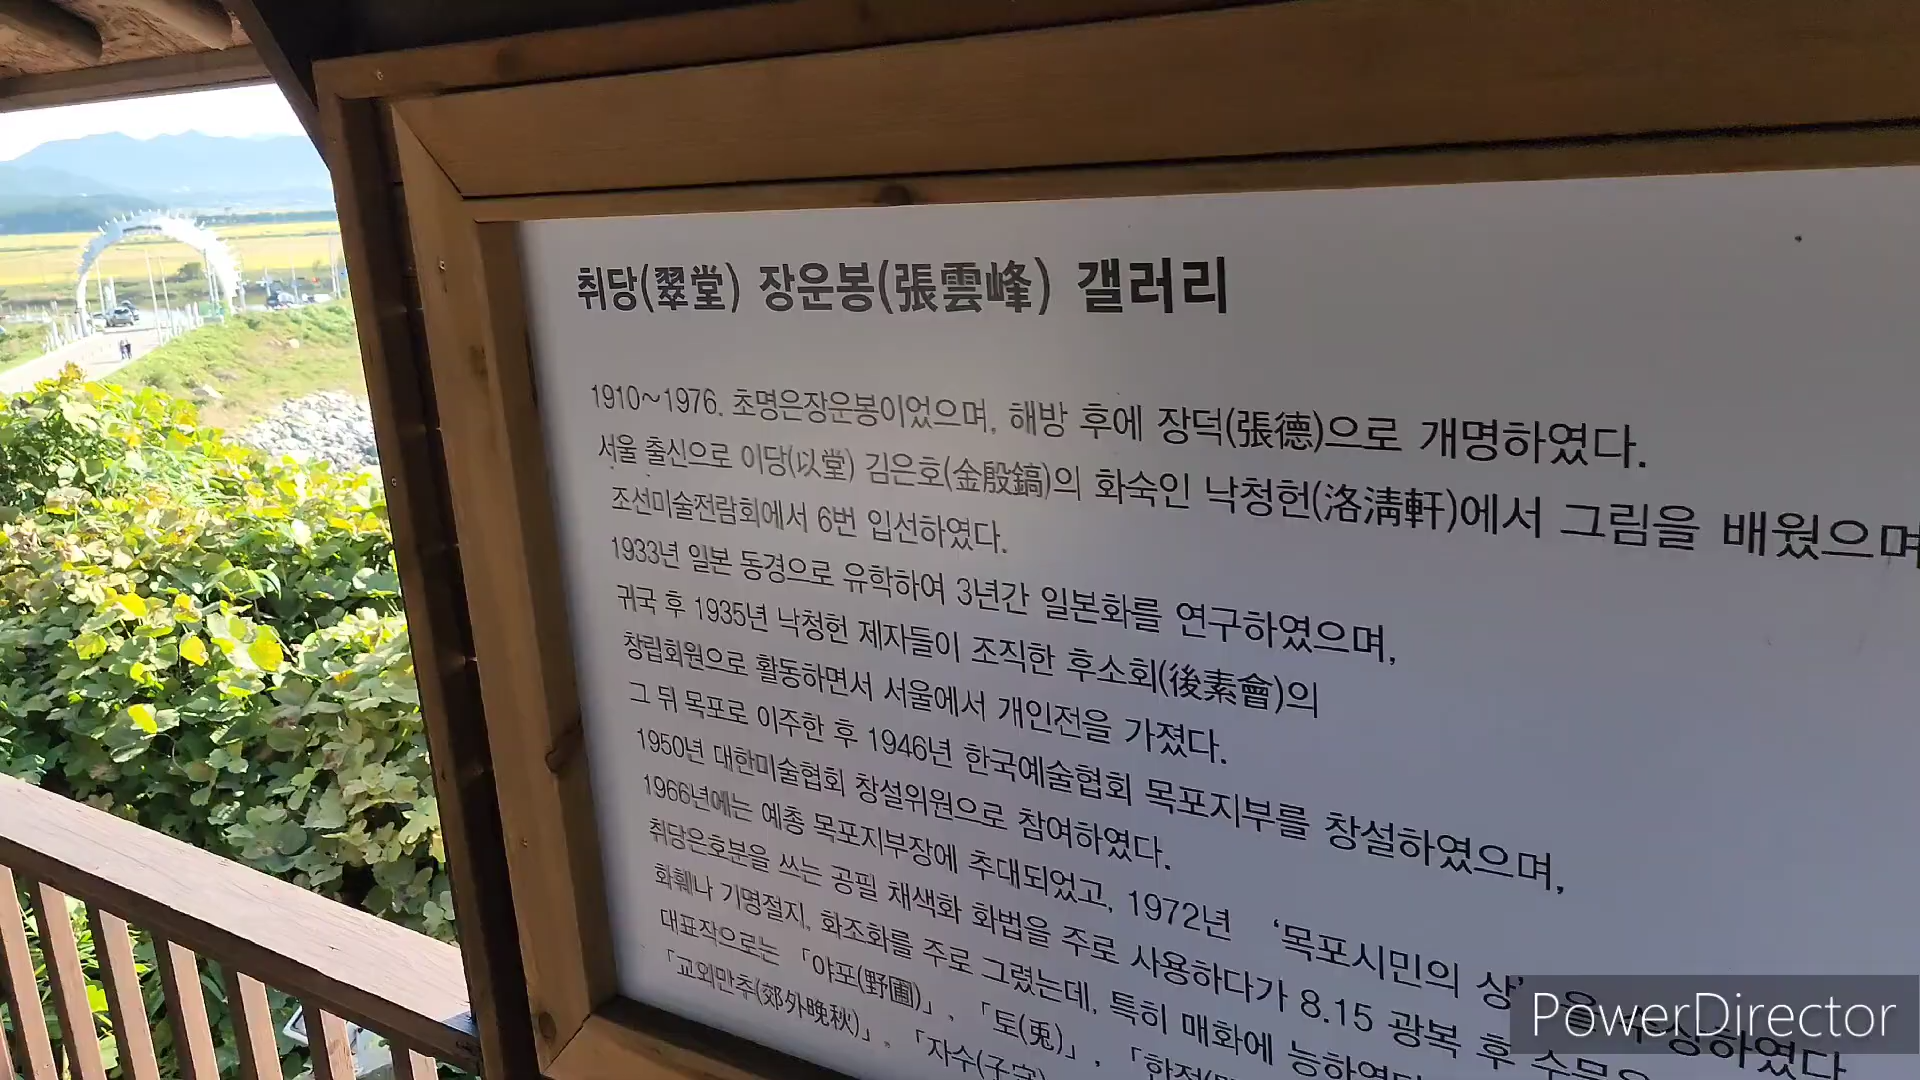 취당(翠堂) 장운봉(張雲峰) 갤러리
1910~1976. 초명은장운봉이었으며, 해방 후에 장덕(張德)으로 개명하였다.
서울 출신으로 이당(以堂) 김은호(金殷鎬)의 화숙인 낙청헌(洛淸軒)에서 그림을 배웠으며
조선미술전람회에서 6번 입선하였다.
1933년 일본 동경으로 유학하여 3년간 일본화를 연구하였으며,
귀국 후 1935년 낙청헌 제자들이 조직한 후소회(後素會)의
창립회원으로 활동하면서 서울에서 개인전을 가졌다.
그 뒤 목포로 이주한 후 1946년 한국예술협회 목포지부를 창설하였으며,
1950년 대한미술협회 창설위원으로 참여하였다.
1966년에는 예총 목포지부장에 추대되었고, 1972년 ‘목포시민의 상’
취당은호분을 쓰는 공필 채색화 화법을 주로 사용하다가 8.15 광복 후
화훼나 기명절지, 화조화를 주로 그렸는데, 특히 매화에
대표작으로는 「야포(野圃)」, 「토(兎)」,
「교외만추(郊外晩秋)」,
PowerDirector